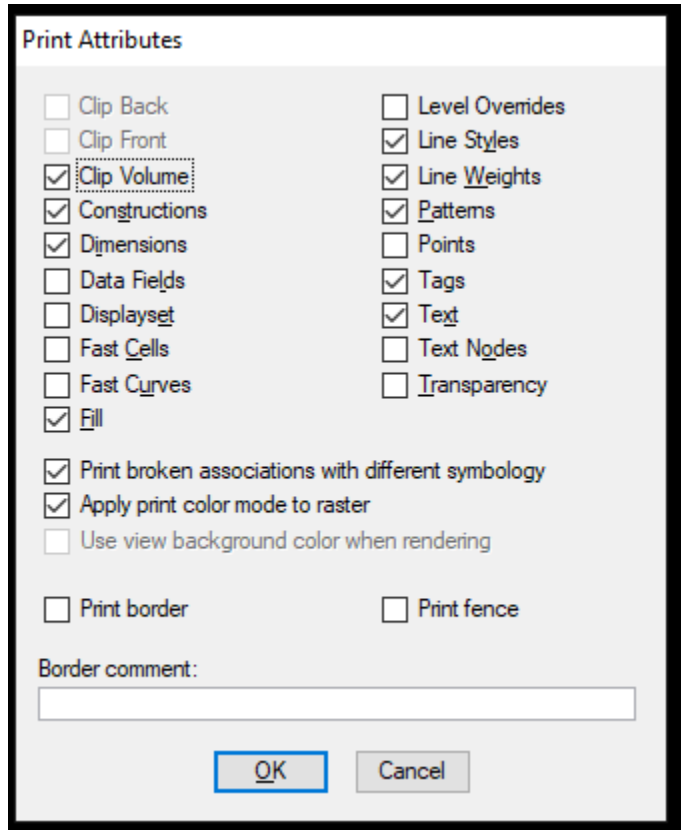 Print Attributes
Clip Back
Clip Front
Clip Volume
Constructions
Dimensions
Data Fields
Displayset
Fast Cells
Fast Curves
Fill
Level Overrides
Line Styles
Line Weights
Patterns
Points
Tags
Text
Text Nodes
Transparency
Print broken associations with different symbology
Apply print color mode to raster
Use view background color when rendering
Print border
Print fence
Border comment:
OK
Cancel